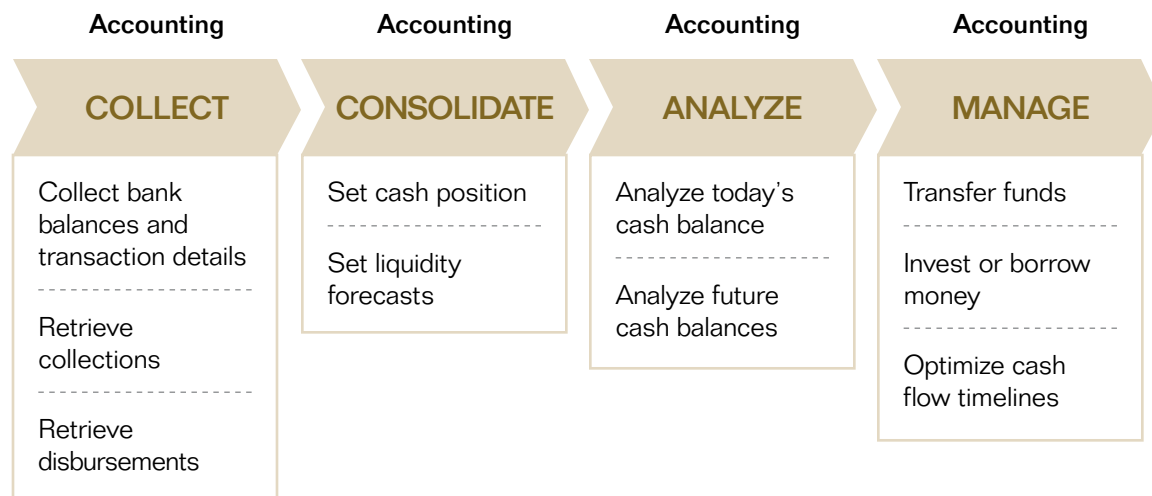 Accounting
COLLECT
Collect bank
balances and
transaction details
Retrieve
collections
Retrieve
disbursements
Accounting
CONSOLIDATE
Set cash position
Set liquidity
forecasts
Accounting
ANALYZE
Analyze today’s
cash balance
Analyze future
cash balances
Accounting
MANAGE
Transfer funds
Invest or borrow
money
Optimize cash
flow timelines